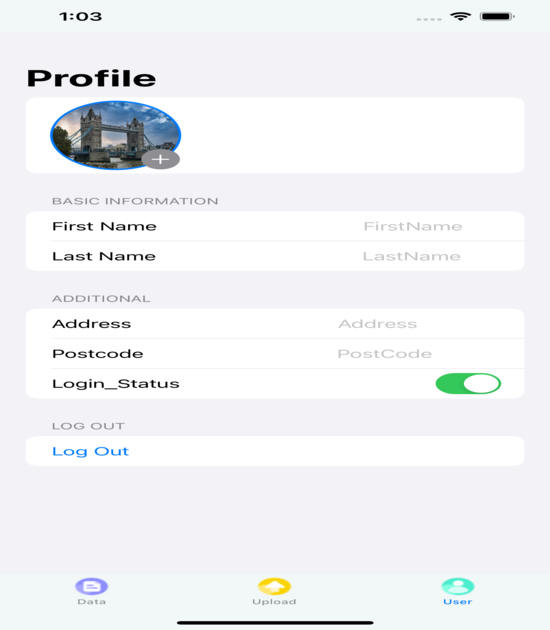 1:03
Profile
BASIC INFORMATION
First Name FirstName
Last Name LastName
ADDITIONAL
Address Address
Postcode PostCode
Login_Status
LOG OUT
Log Out
Data Upload User